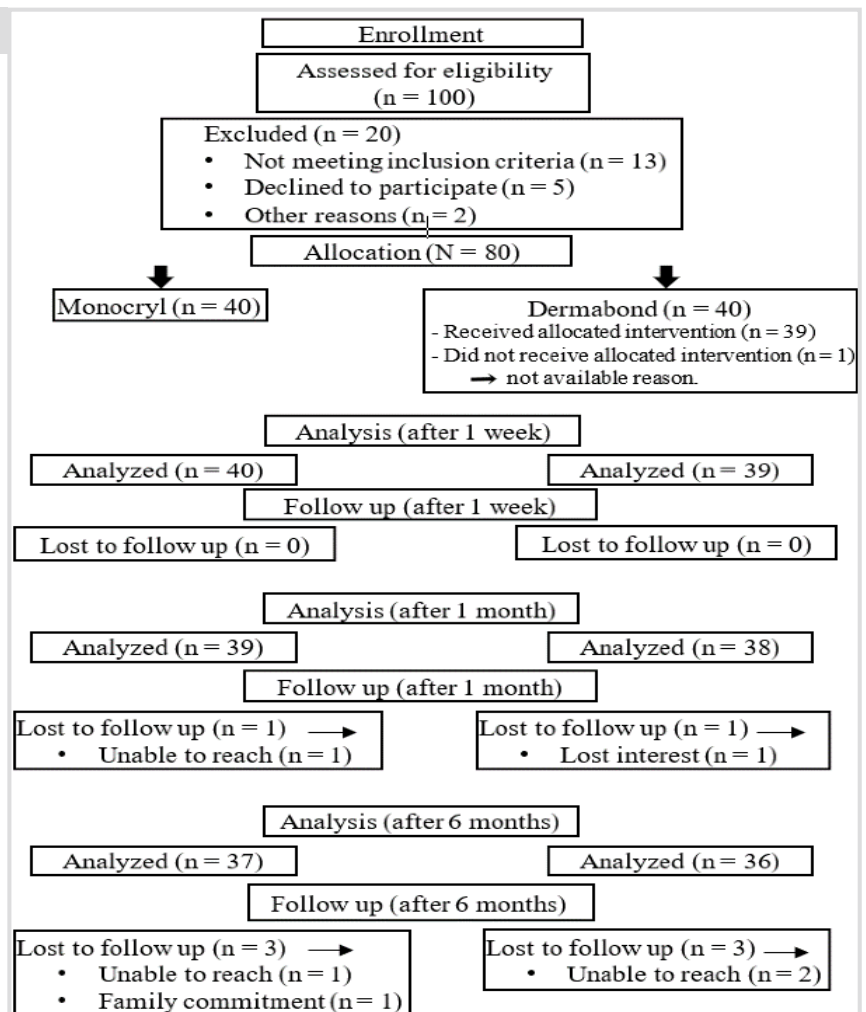 Enrollment
Assessed for eligibility
(n = 100)
Excluded (n = 20)
• Not meeting inclusion criteria (n = 13)
• Declined to participate (n = 5)
• Other reasons (n = 2)
Allocation (N = 80)
Monocryl (n = 40)
Dermabond (n = 40)
- Received allocated intervention (n = 39)
- Did not receive allocated intervention (n = 1)
→ not available reason.
Analysis (after 1 week)
Analyzed (n = 40)
Analyzed (n = 39)
Follow up (after 1 week)
Lost to follow up (n = 0)
Lost to follow up (n = 0)
Analysis (after 1 month)
Analyzed (n = 39)
Analyzed (n = 38)
Follow up (after 1 month)
Lost to follow up (n = 1) →
• Unable to reach (n = 1)
Lost to follow up (n = 1) →
• Lost interest (n = 1)
Analysis (after 6 months)
Analyzed (n = 37)
Analyzed (n = 36)
Follow up (after 6 months)
Lost to follow up (n = 3) →
• Unable to reach (n = 1)
• Family commitment (n = 1)
Lost to follow up (n = 3) →
• Unable to reach (n = 2)